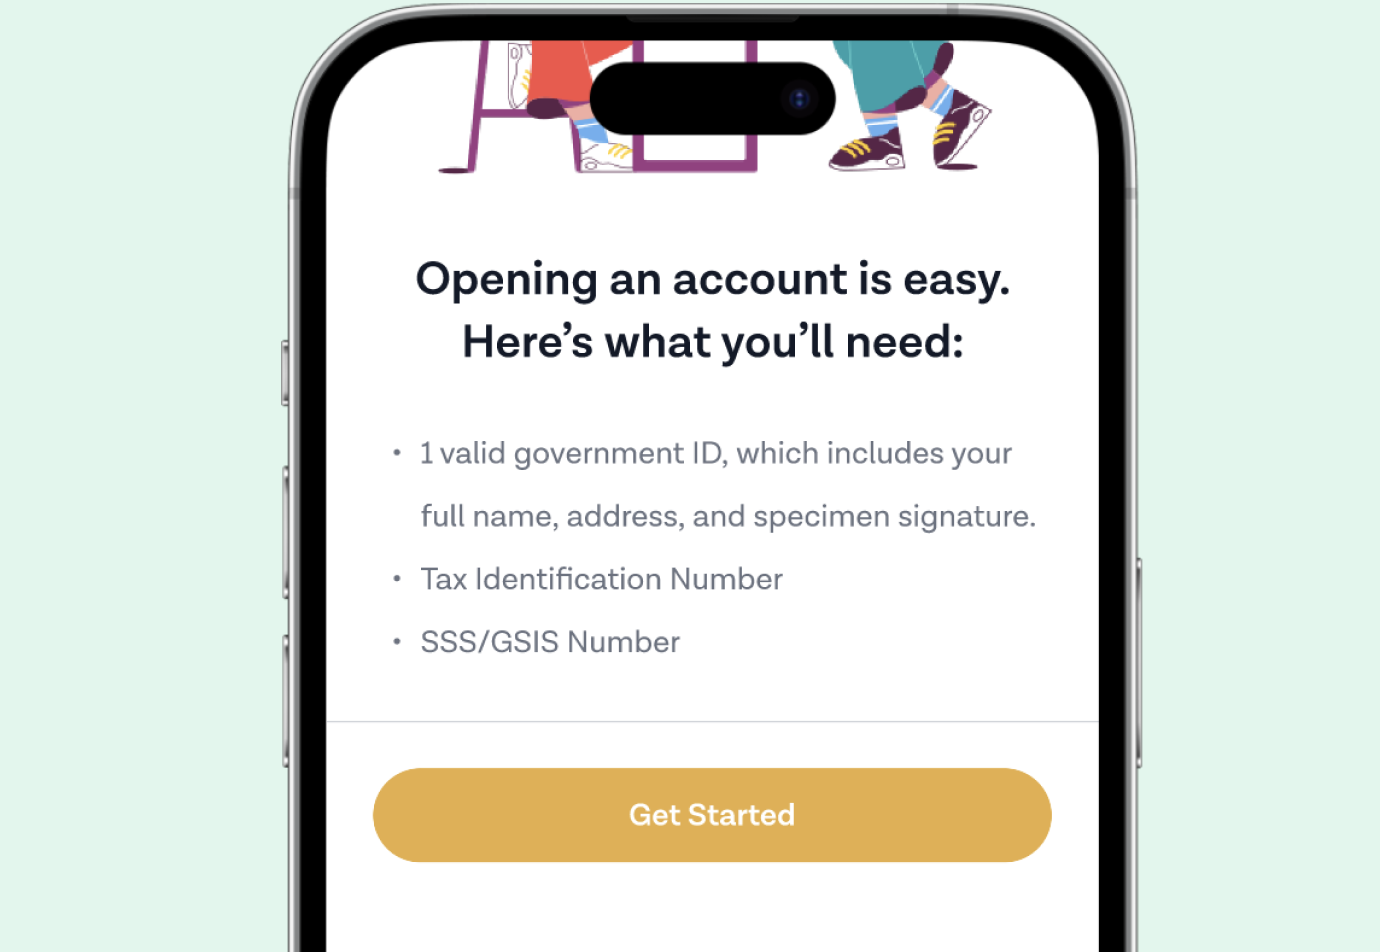 Opening an account is easy.
Here’s what you’ll need:
• 1 valid government ID, which includes your
full name, address, and specimen signature.
• Tax Identification Number
• SSS/GSIS Number
Get Started